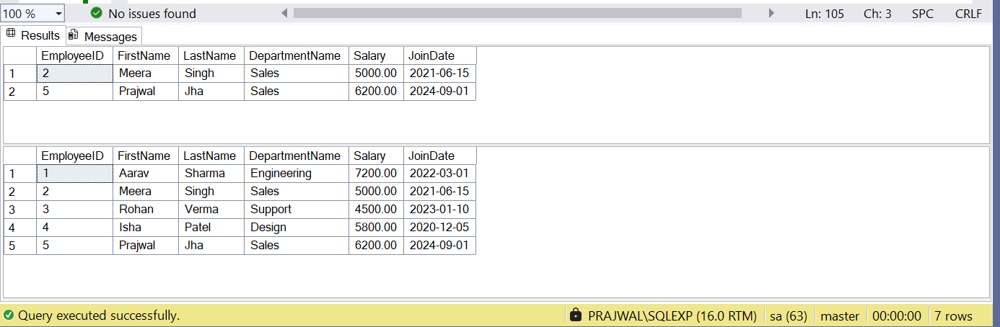 100 % No issues found Ln: 105 Ch: 3 SPC CRLF
Results Messages
EmployeeID FirstName LastName DepartmentName Salary JoinDate
1 2 Meera Singh Sales 5000.00 2021-06-15
2 5 Prajwal Jha Sales 6200.00 2024-09-01
EmployeeID FirstName LastName DepartmentName Salary JoinDate
1 1 Aarav Sharma Engineering 7200.00 2022-03-01
2 2 Meera Singh Sales 5000.00 2021-06-15
3 3 Rohan Verma Support 4500.00 2023-01-10
4 4 Isha Patel Design 5800.00 2020-12-05
5 5 Prajwal Jha Sales 6200.00 2024-09-01
Query executed successfully. PRAJWAL\SQLEXP (16.0 RTM) sa (63) master 00:00:00 7 rows